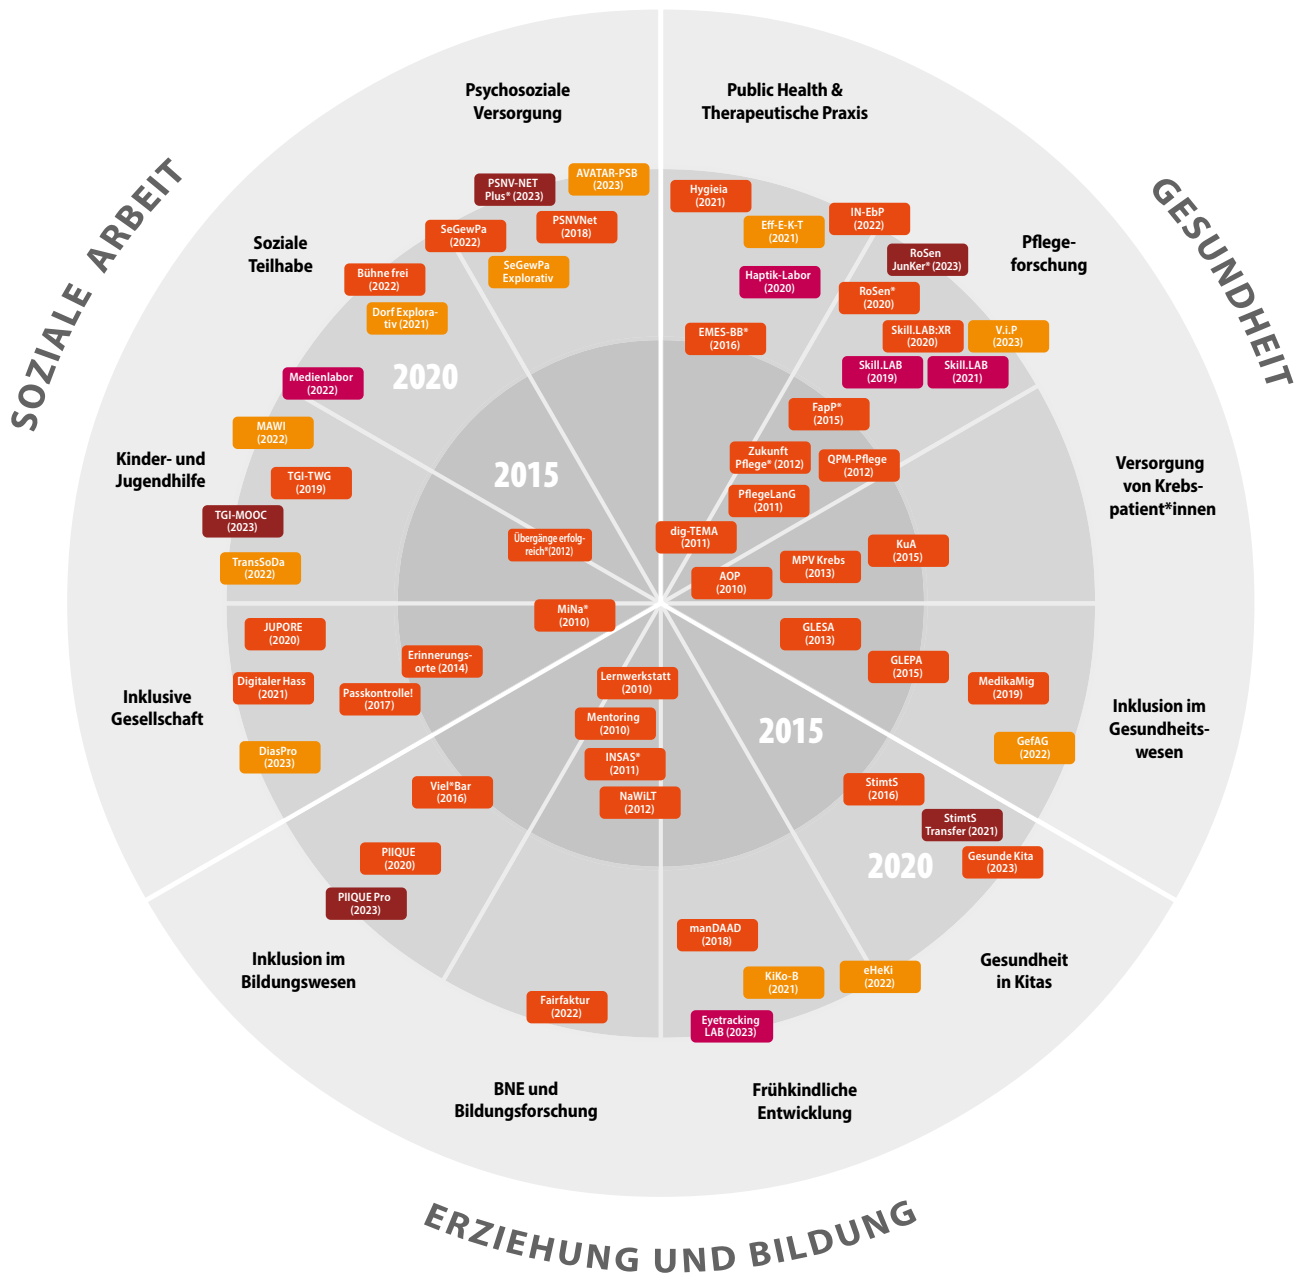 SOZIALE ARBEIT
Psychosoziale
Versorgung
PSNV-NET
Plus* (2023)
AVATAR-PSB
(2023)
SeGewPa
(2022)
PSNVNet
(2018)
SeGewPa
Explorativ
Soziale
Teilhabe
Bühne frei
(2022)
Dorf Explora-
tiv (2021)
Medienlabor
(2022)
2020
2015
Kinder- und
Jugendhilfe
MAWI
(2022)
TGI-TWG
(2019)
TGI-MOOC
(2023)
TransSoDa
(2022)
Übergänge erfolg-
reich*(2012)
Inklusive
Gesellschaft
MiNa*
(2010)
JUPORE
(2020)
Erinnerungs-
orte (2014)
Digitaler Hass
(2021)
Passkontrolle!
(2017)
DiasPro
(2023)
GESUNDHEIT
Public Health &
Therapeutische Praxis
Hygieia
(2021)
Eff-E-K-T
(2021)
IN-EbP
(2022)
Haptik-Labor
(2020)
EMES-BB*
(2016)
dig-TEMA
(2011)
Pflege-
forschung
RoSen
JunKer* (2023)
RoSen*
(2020)
Skill.LAB:XR
(2020)
V.i.P
(2023)
Skill.LAB
(2019)
Skill.LAB
(2021)
FapP*
(2015)
Zukunft
Pflege* (2012)
QPM-Pflege
(2012)
PflegeLanG
(2011)
Versorgung
von Krebs-
patient*innen
KuA
(2015)
MPV Krebs
(2013)
AOP
(2010)
Inklusion im
Gesundheits-
wesen
GLESA
(2013)
GLEPA
(2015)
MedikaMig
(2019)
GefAG
(2022)
ERZIEHUNG UND BILDUNG
Lernwerkstatt
(2010)
Mentoring
(2010)
INSAS*
(2011)
NaWiLT
(2012)
2015
2020
Viel*Bar
(2016)
PIIQUE
(2020)
PIIQUE Pro
(2023)
Inklusion im
Bildungswesen
Fairfaktur
(2022)
BNE und
Bildungsforschung
manDAAD
(2018)
KiKo-B
(2021)
eHeKi
(2022)
Eyetracking
LAB (2023)
Frühkindliche
Entwicklung
StimtS
(2016)
StimtS
Transfer (2021)
Gesunde Kita
(2023)
Gesundheit
in Kitas